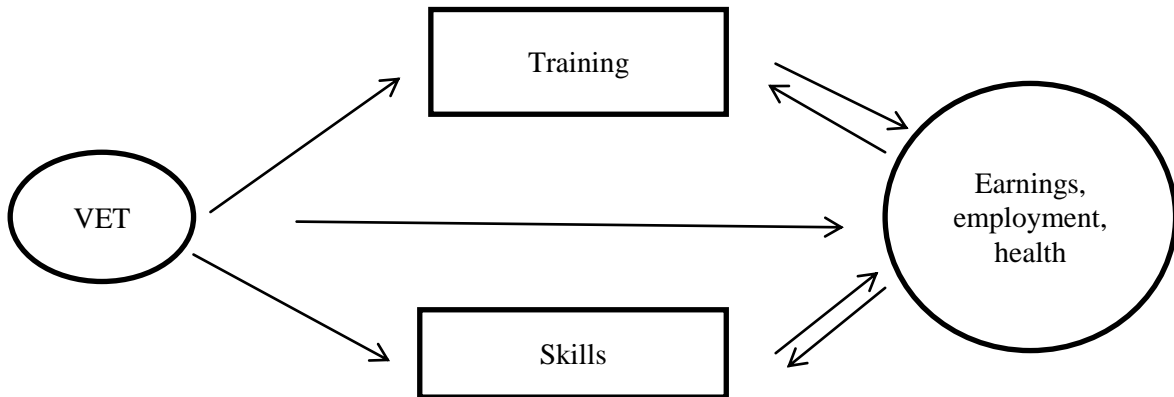 Training
VET
Earnings,
employment,
health
Skills